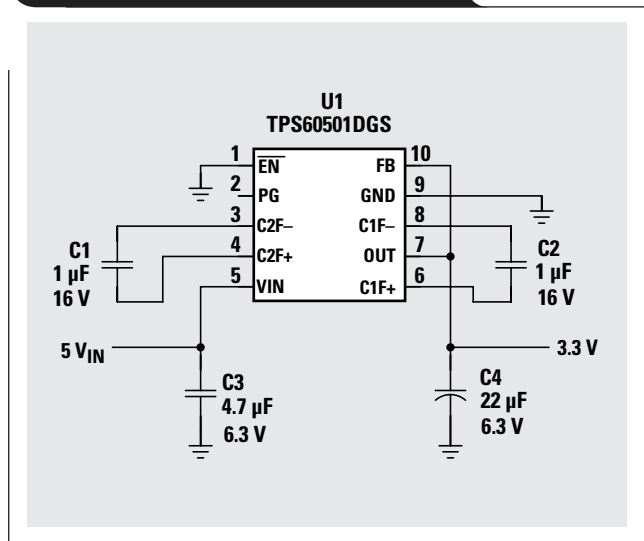 U1
TPS60501DGS
1 EN FB 10
2 PG GND 9
3 C2F– C1F– 8
4 C2F+ OUT 7
5 VIN C1F+ 6
C1
1 µF
16 V
C2
1 µF
16 V
5 VIN
3.3 V
C3
4.7 µF
6.3 V
C4
22 µF
6.3 V